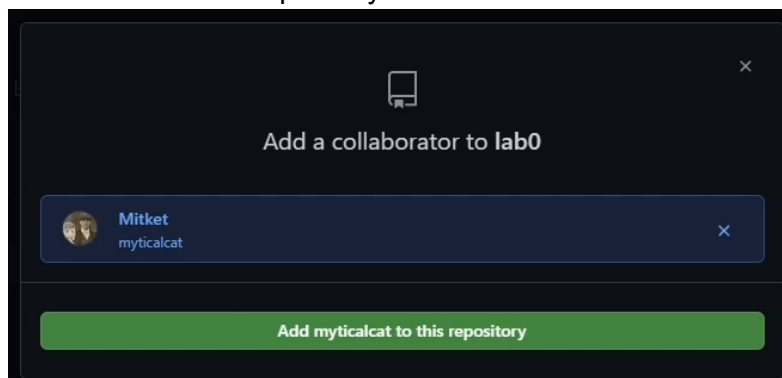 Add a collaborator to lab0
Mitket
myticalcat
Add myticalcat to this repository